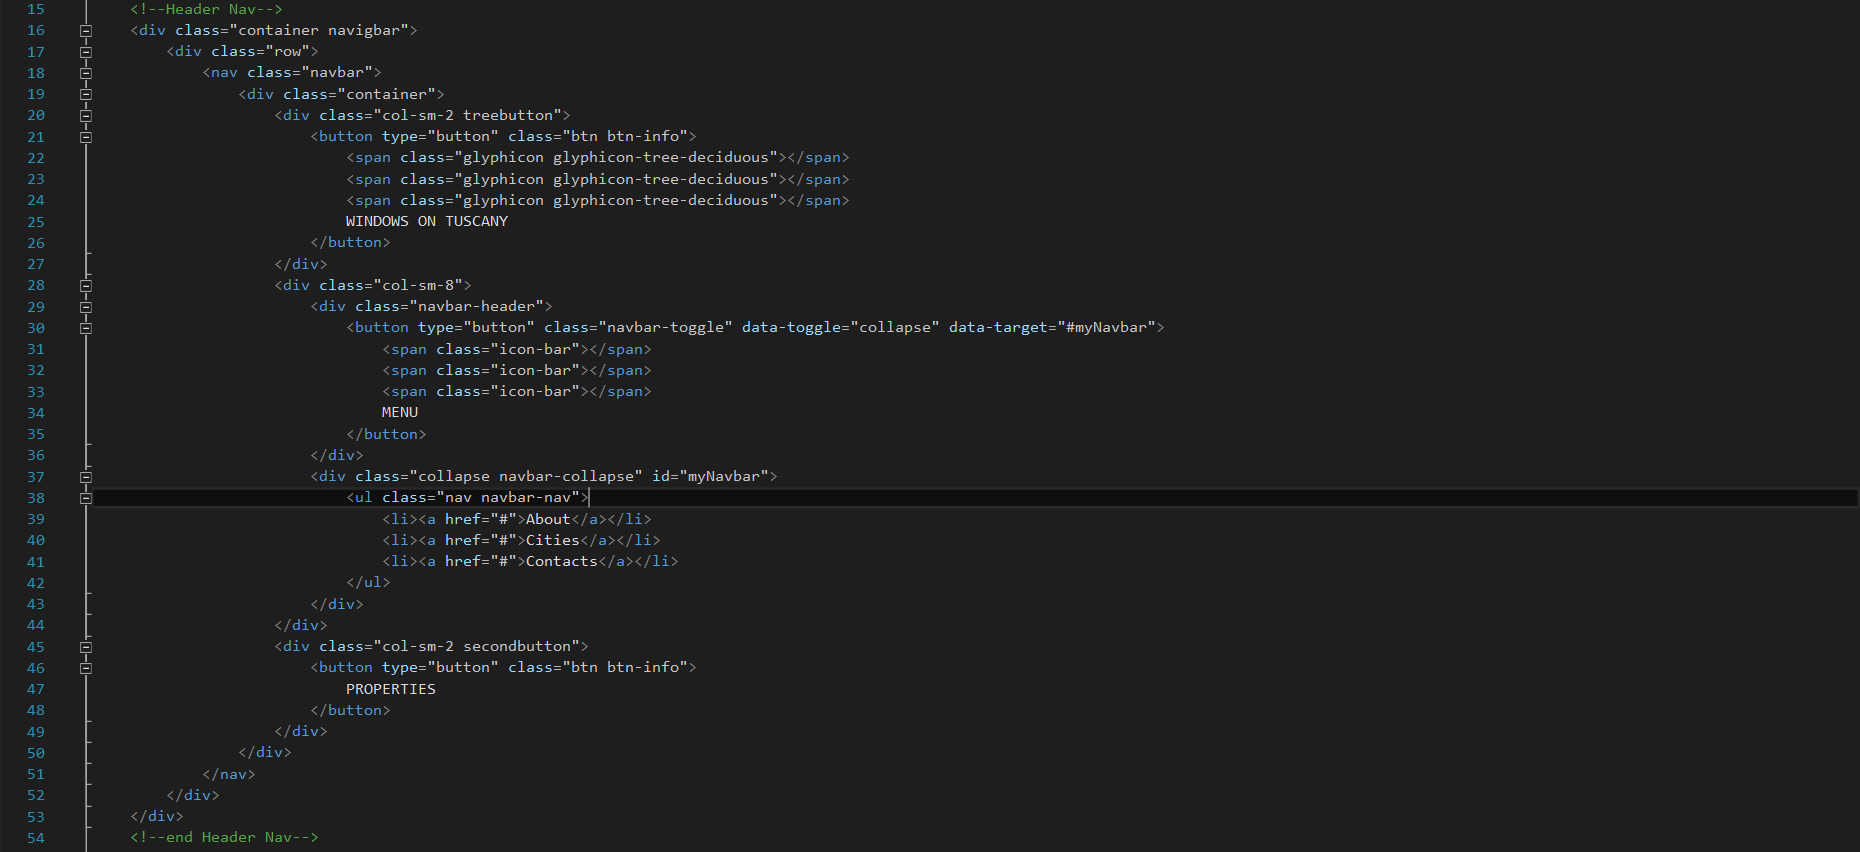 15 <!--Header Nav-->
16 <div class="container navigbar">
17 <div class="row">
18 <nav class="navbar">
19 <div class="container">
20 <div class="col-sm-2 treebutton">
21 <button type="button" class="btn btn-info">
22 <span class="glyphicon glyphicon-tree-deciduous"></span>
23 <span class="glyphicon glyphicon-tree-deciduous"></span>
24 <span class="glyphicon glyphicon-tree-deciduous"></span>
25 WINDOWS ON TUSCANY
26 </button>
27 </div>
28 <div class="col-sm-8">
29 <div class="navbar-header">
30 <button type="button" class="navbar-toggle" data-toggle="collapse" data-target="#myNavbar">
31 <span class="icon-bar"></span>
32 <span class="icon-bar"></span>
33 <span class="icon-bar"></span>
34 MENU
35 </button>
36 </div>
37 <div class="collapse navbar-collapse" id="myNavbar">
38 <ul class="nav navbar-nav">
39 <li><a href="#">About</a></li>
40 <li><a href="#">Cities</a></li>
41 <li><a href="#">Contacts</a></li>
42 </ul>
43 </div>
44 </div>
45 <div class="col-sm-2 secondbutton">
46 <button type="button" class="btn btn-info">
47 PROPERTIES
48 </button>
49 </div>
50 </div>
51 </nav>
52 </div>
53 </div>
54 <!--end Header Nav-->